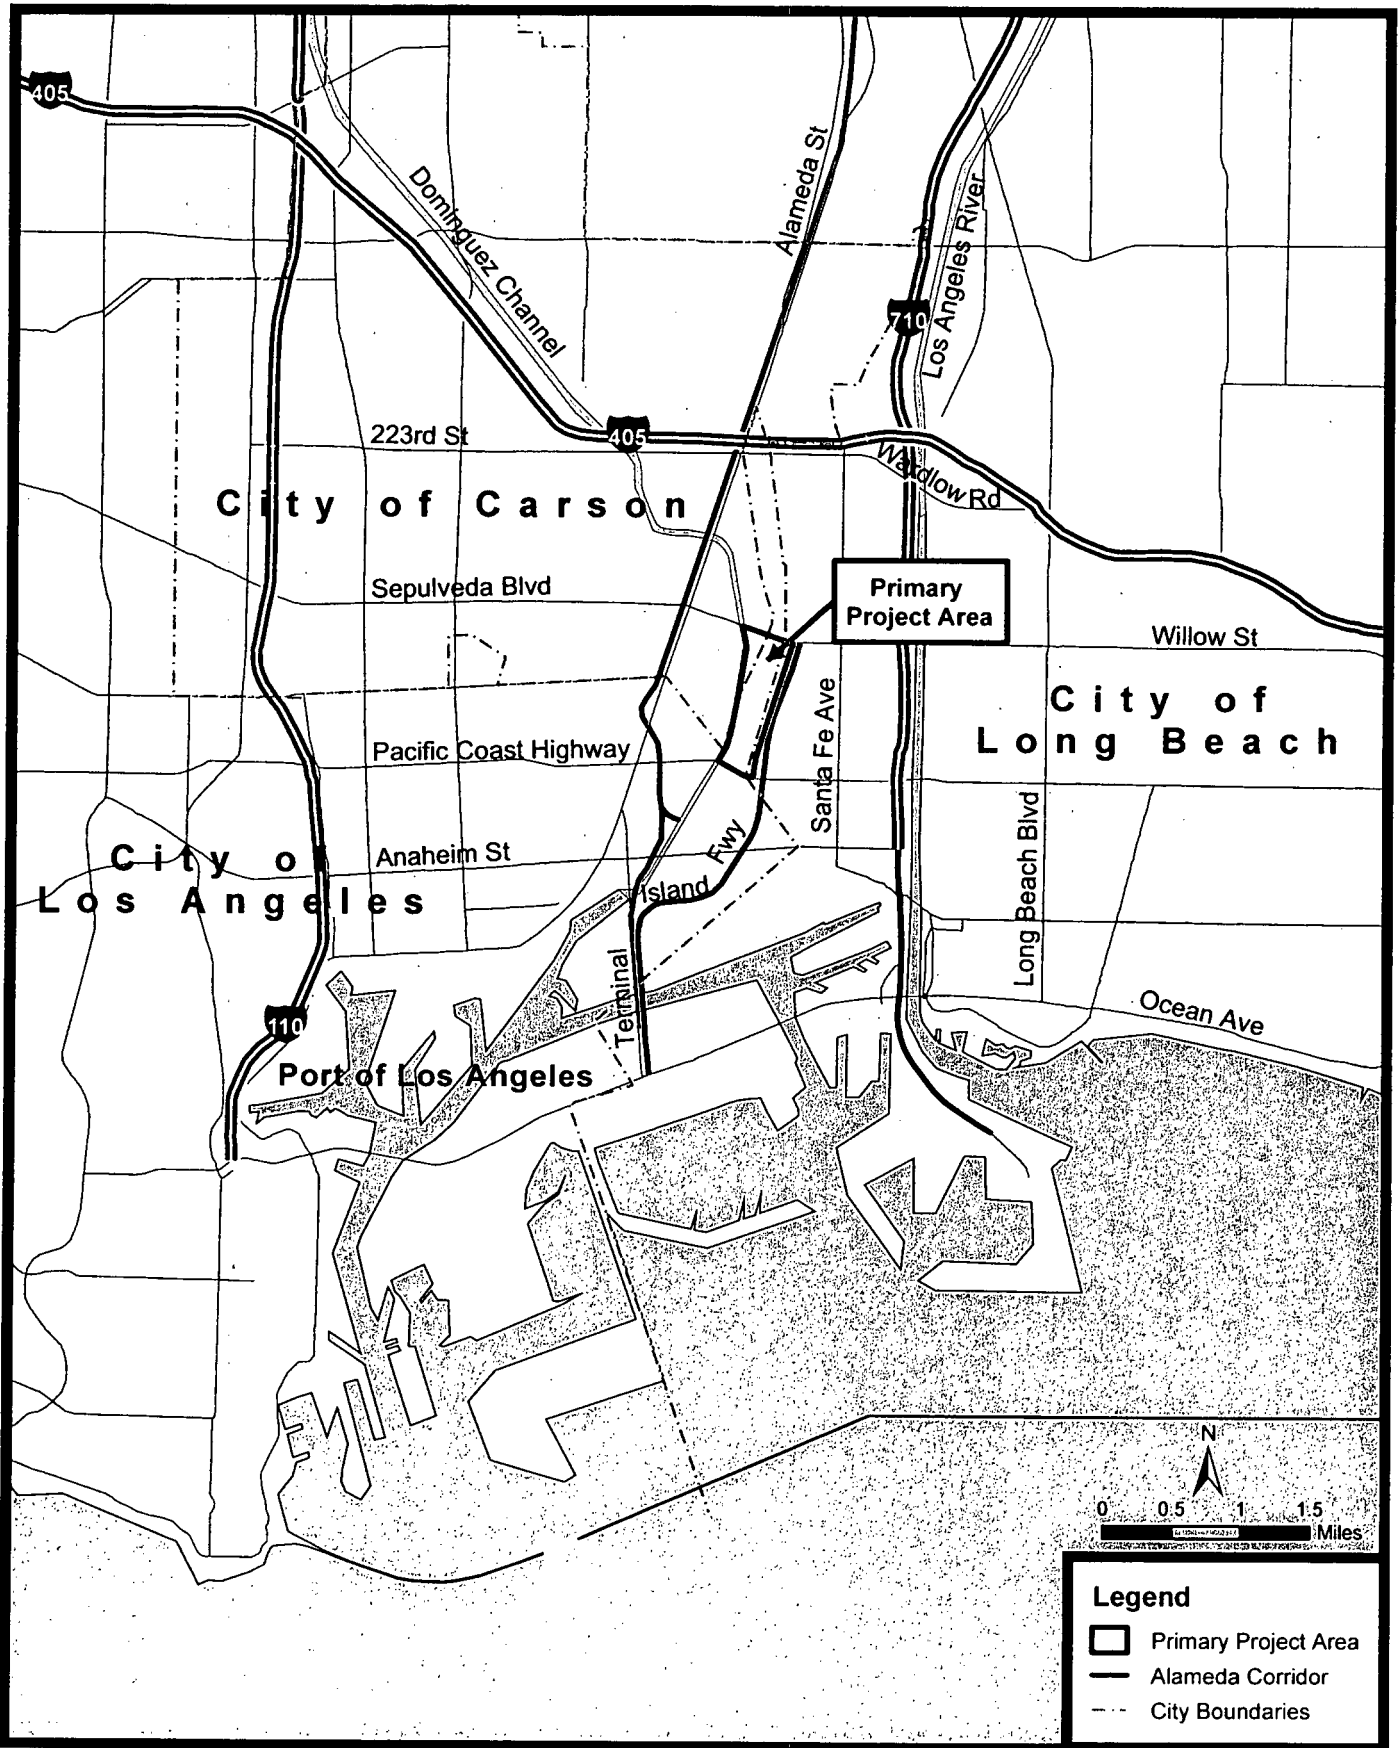 405
Alameda St
Dominguez Channel
Los Angeles River
710
223rd St
405
Wardlow Rd
City of Carson
Sepulveda Blvd
Primary
Project Area
Willow St
City of
Long Beach
Santa Fe Ave
Pacific Coast Highway
Long Beach Blvd
Fwy
City of
Los Angeles
Anaheim St
Island
Terminal
Ocean Ave
110
Port of Los Angeles
N
0 0.5 1 1.5
Miles
Legend
Primary Project Area
Alameda Corridor
City Boundaries